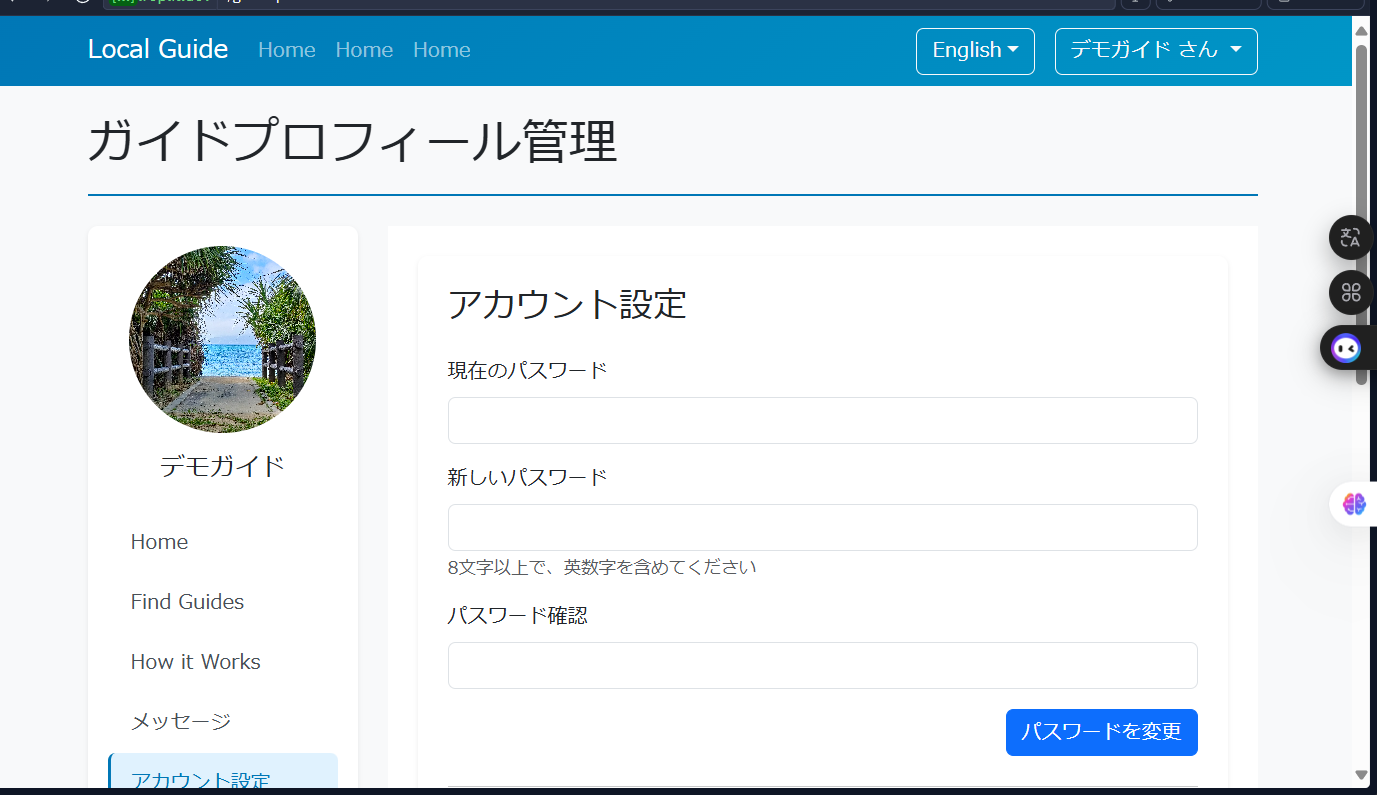 Local Guide Home Home Home English デモガイド さん
ガイドプロフィール管理
デモガイド
Home
Find Guides
How it Works
メッセージ
アカウント設定
アカウント設定
現在のパスワード
新しいパスワード
8文字以上で、英数字を含めてください
パスワード確認
パスワードを変更